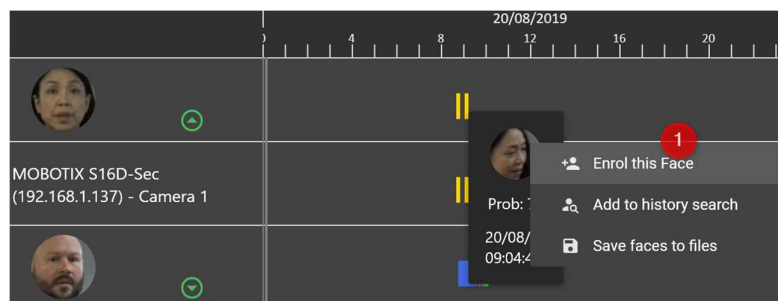 20/08/2019
4 8 12 16 20
1
Enrol this Face
MOBOTIX S16D-Sec
(192.168.1.137) - Camera 1
Prob:
Add to history search
20/08/
09:04:4
Save faces to files